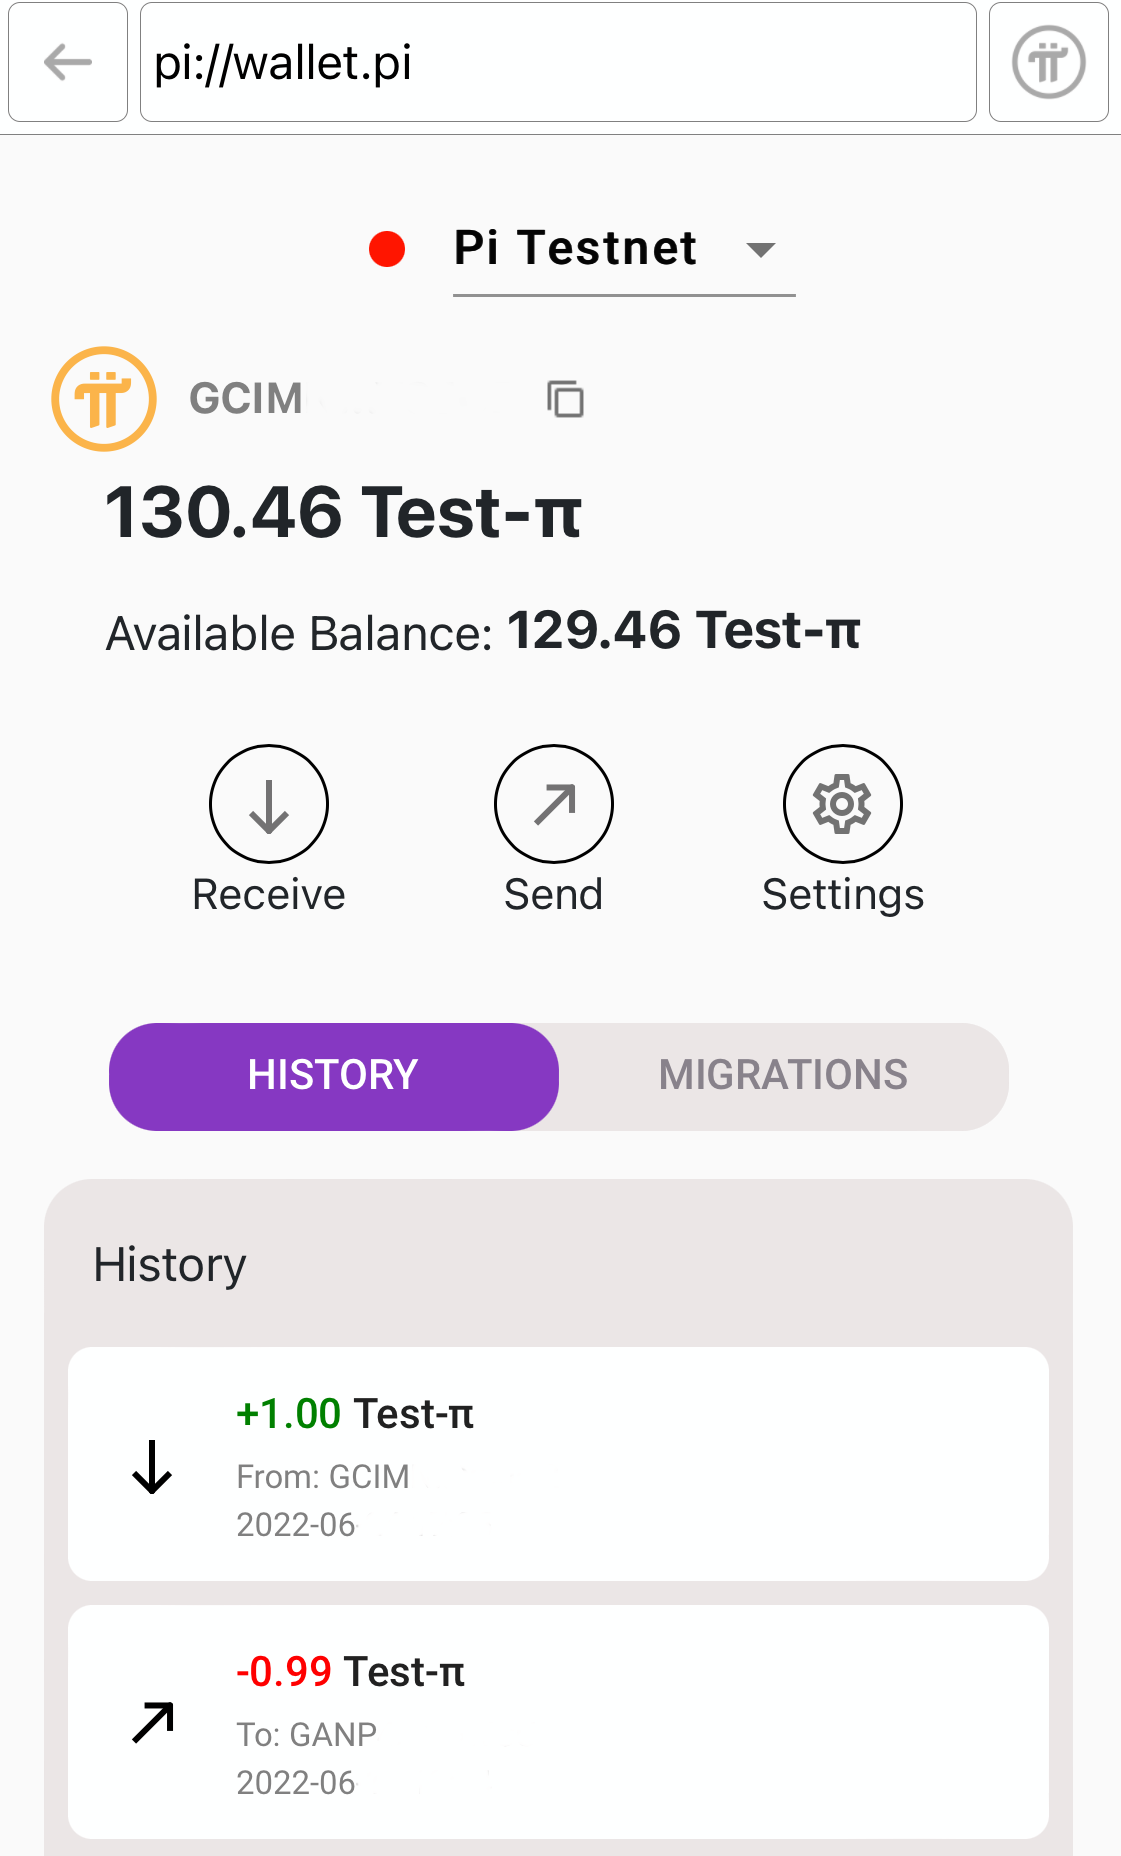 pi://wallet.pi
Pi Testnet
GCIM
130.46 Test-π
Available Balance: 129.46 Test-π
Receive Send Settings
HISTORY MIGRATIONS
History
+1.00 Test-π
From: GCIM
2022-06
-0.99 Test-π
To: GANP
2022-06